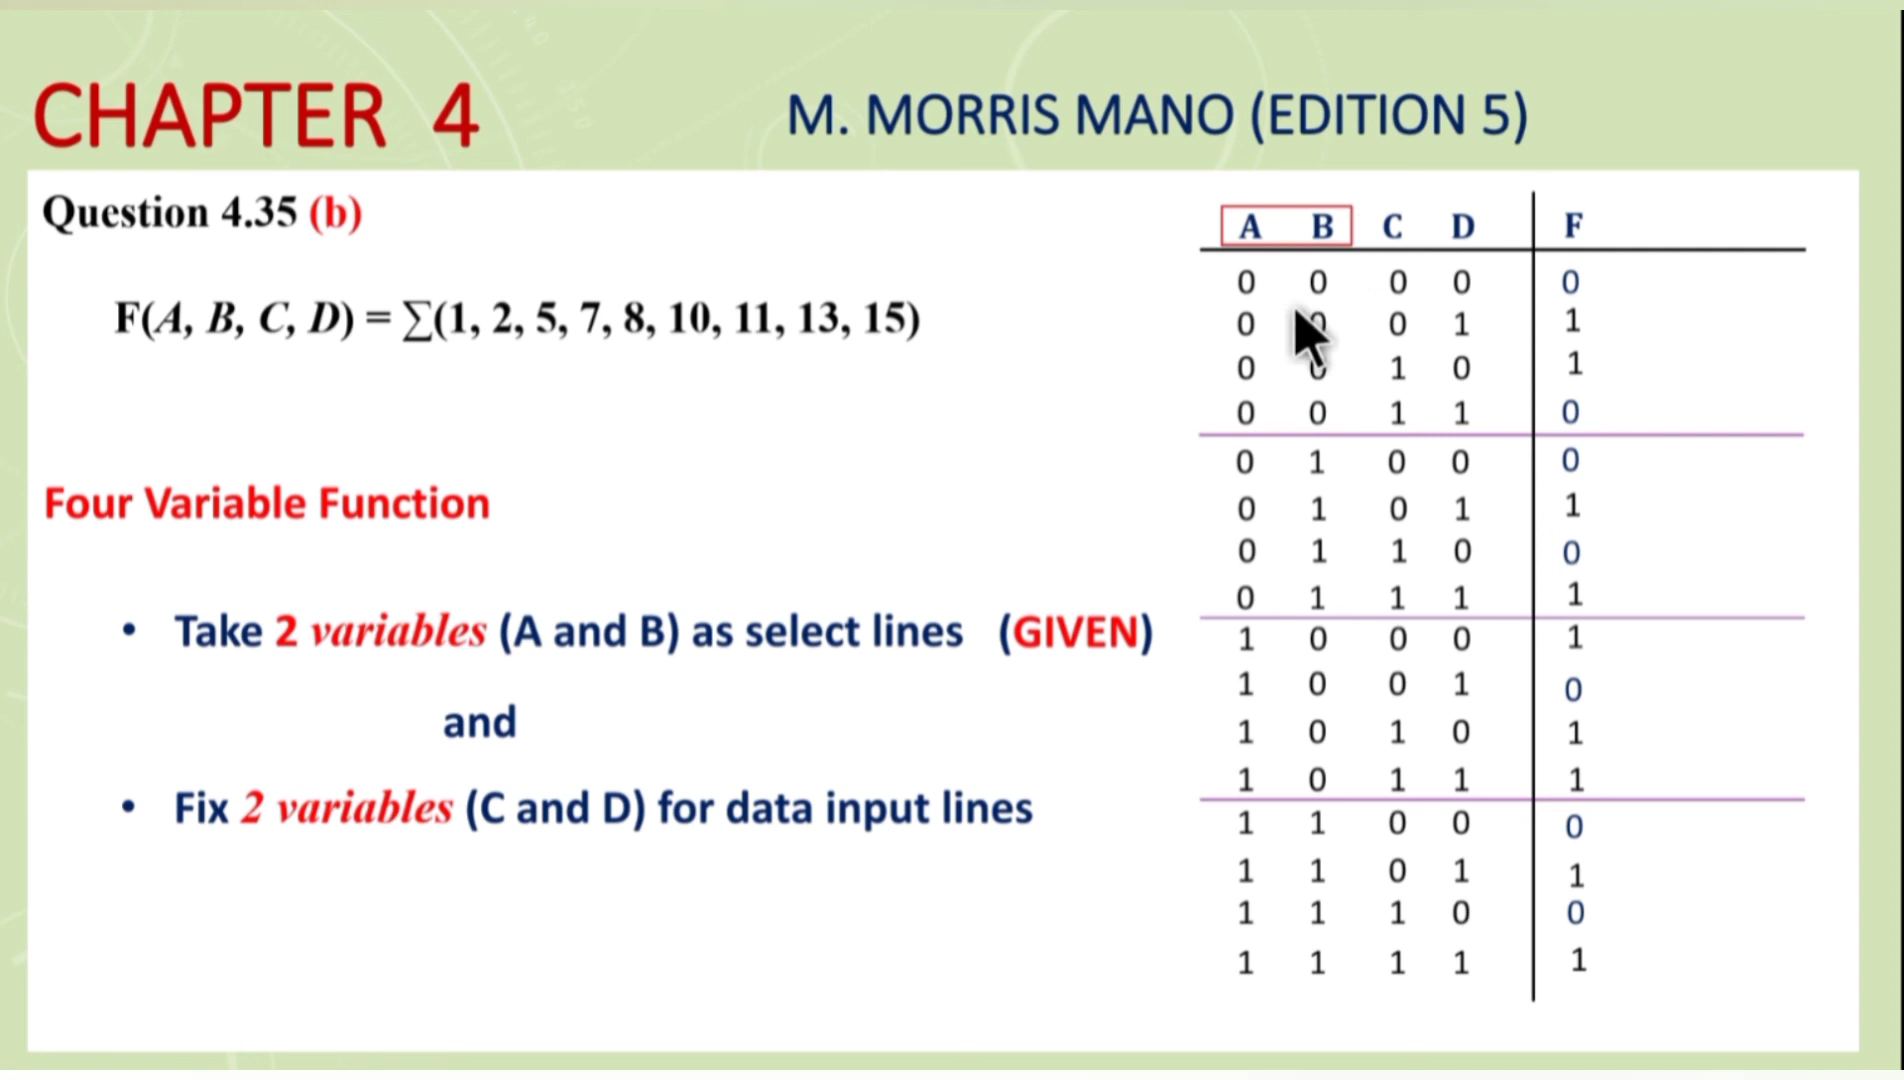 CHAPTER 4
M. MORRIS MANO (EDITION 5)
Question 4.35 (b)
F(A, B, C, D) = ∑(1, 2, 5, 7, 8, 10, 11, 13, 15)
Four Variable Function
• Take 2 variables (A and B) as select lines (GIVEN)
and
• Fix 2 variables (C and D) for data input lines
A B C D F
0 0 0 0 0
0 0 1 1
0 1 0 1
0 0 1 1 0
0 1 0 0 0
0 1 0 1 1
0 1 1 0 0
0 1 1 1 1
1 0 0 0 1
1 0 0 1 0
1 0 1 0 1
1 0 1 1 1
1 1 0 0 0
1 1 0 1 1
1 1 1 0 0
1 1 1 1 1